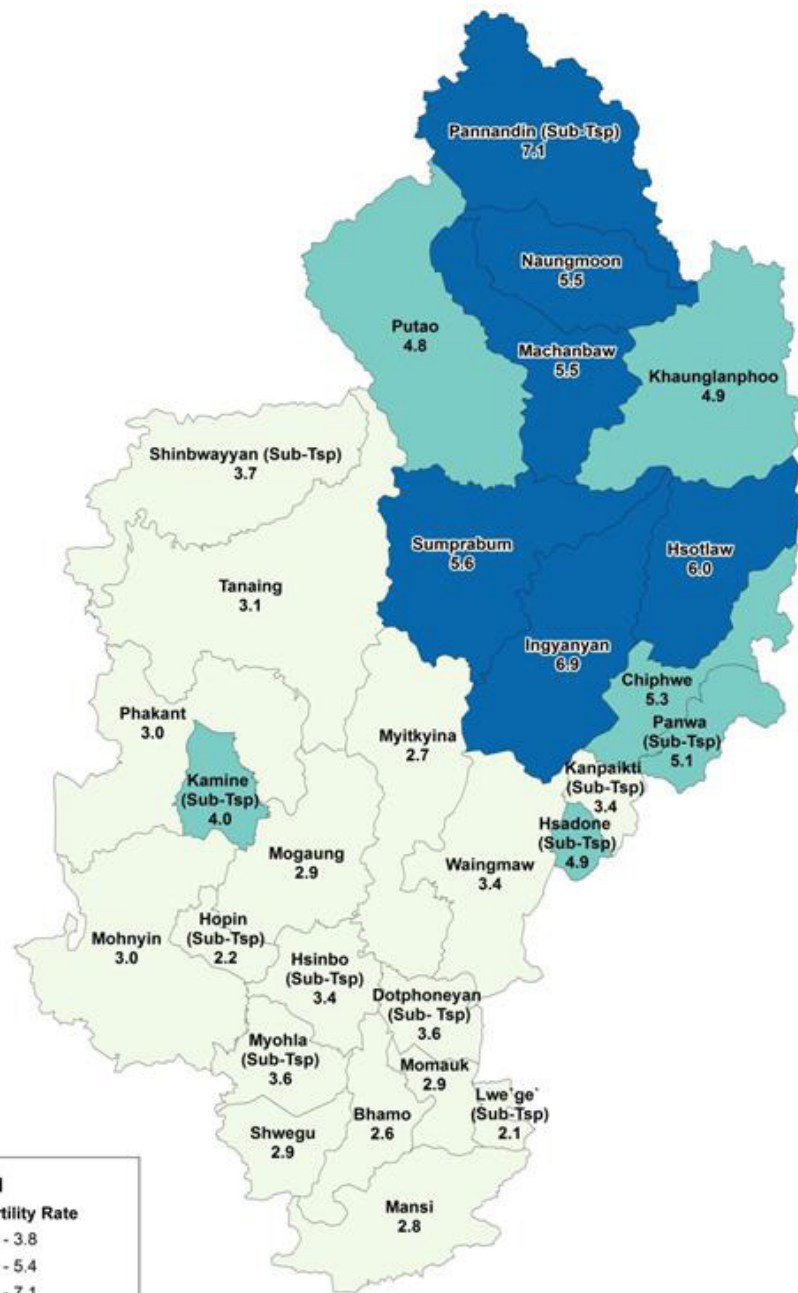 Pannandin (Sub-Tsp)
7.1
Naungmoon
5.5
Putao
4.8
Machanbaw
5.5
Khaunglanphoo
4.9
Shinbwayyan (Sub-Tsp)
3.7
Sumprabum
5.6
Hsotlaw
6.0
Tanaing
3.1
Ingyanyan
6.9
Chiphwe
5.3
Phakant
3.0
Myitkyina
2.7
Panwa
(Sub-Tsp)
5.1
Kamine
(Sub-Tsp)
4.0
Kanpaikti
(Sub-Tsp)
3.4
Hsadone
(Sub-Tsp)
4.9
Mogaung
2.9
Waingmaw
3.4
Mohnyin
3.0
Hopin
(Sub-Tsp)
2.2
Hsinbo
(Sub-Tsp)
3.4
Dotphoneyan
(Sub- Tsp)
3.6
Myohla
(Sub-Tsp)
3.6
Momauk
2.9
Lwe`ge`
(Sub-Tsp)
2.1
Bhamo
2.6
Shwegu
2.9
Mansi
2.8
Rate
- 3.8
- 5.4
- 7.1